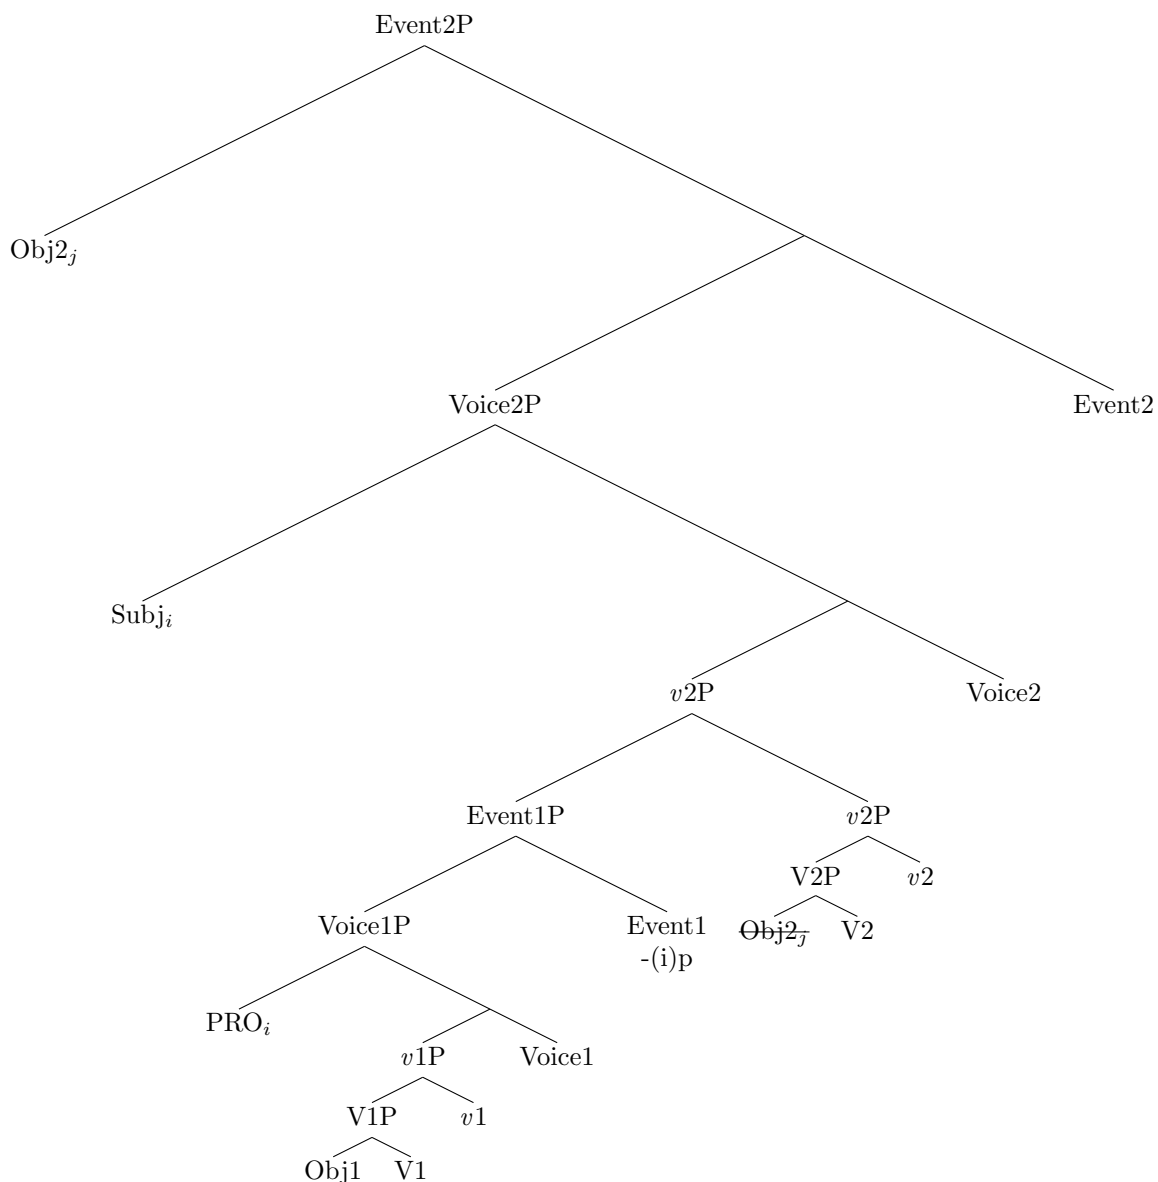 Event2P
Obj2j
Voice2P Event2
Subji
v2P Voice2
Event1P v2P
V2P v2
Voice1P Event1 Obj2j V2
-(i)p
PROi
v1P Voice1
V1P v1
Obj1 V1